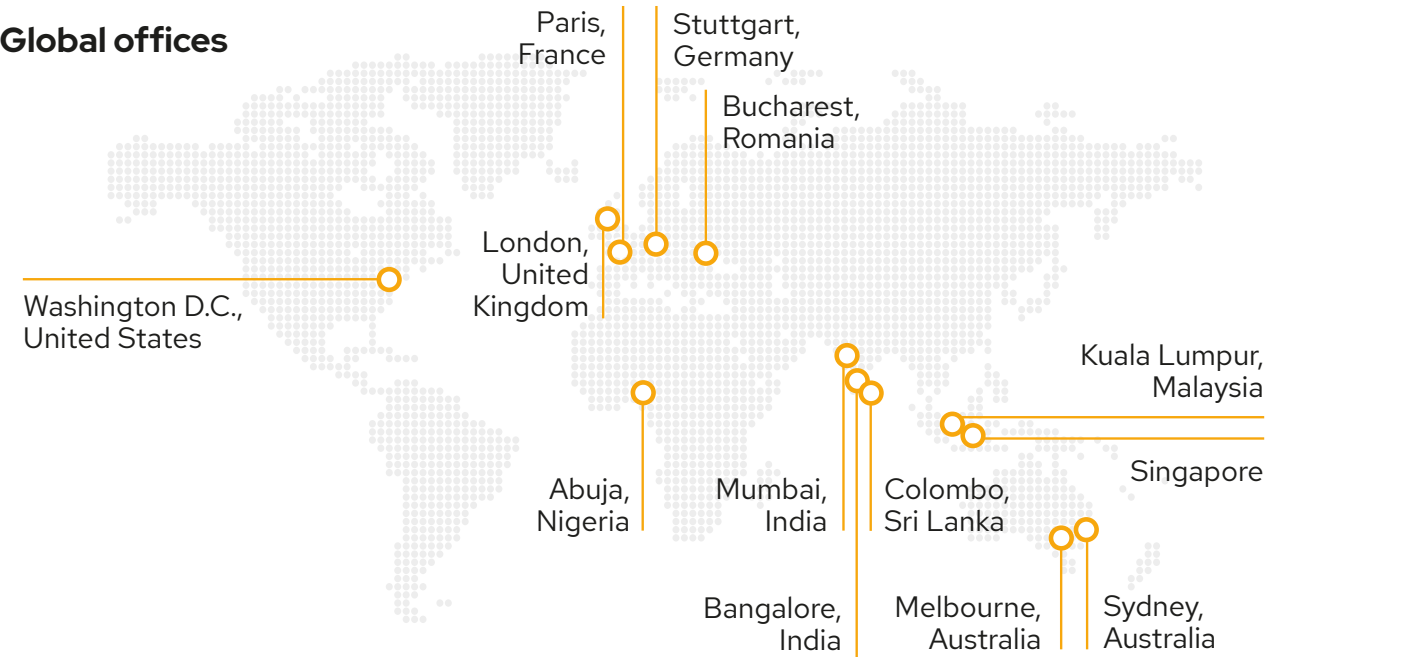 Global offices
Paris,
France
Stuttgart,
Germany
Bucharest,
Romania
London,
United
Kingdom
Washington D.C.,
United States
Kuala Lumpur,
Malaysia
Singapore
Abuja,
Nigeria
Mumbai,
India
Colombo,
Sri Lanka
Bangalore,
India
Melbourne,
Australia
Sydney,
Australia